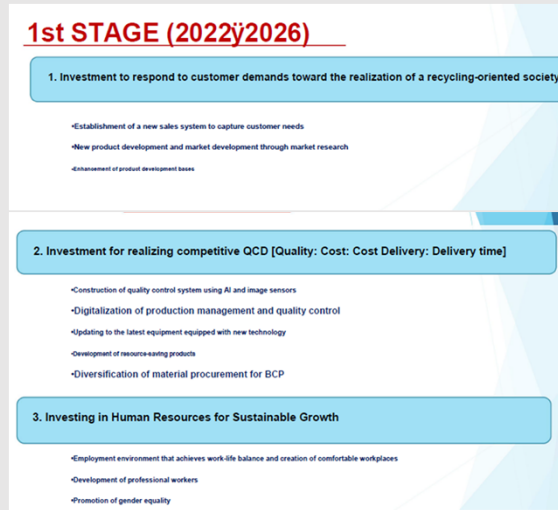 1st STAGE (2022ÿ2026)
1. Investment to respond to customer demands toward the realization of a recycling-oriented society
•Establishment of a new sales system to capture customer needs
•New product development and market development through market research
•Enhancement of product development bases
2. Investment for realizing competitive QCD [Quality: Cost: Cost Delivery: Delivery time]
•Construction of quality control system using AI and image sensors
•Digitalization of production management and quality control
•Updating to the latest equipment equipped with new technology
•Development of resource-saving products
•Diversification of material procurement for BCP
3. Investing in Human Resources for Sustainable Growth
•Employment environment that achieves work-life balance and creation of comfortable workplaces
•Development of professional workers
•Promotion of gender equality